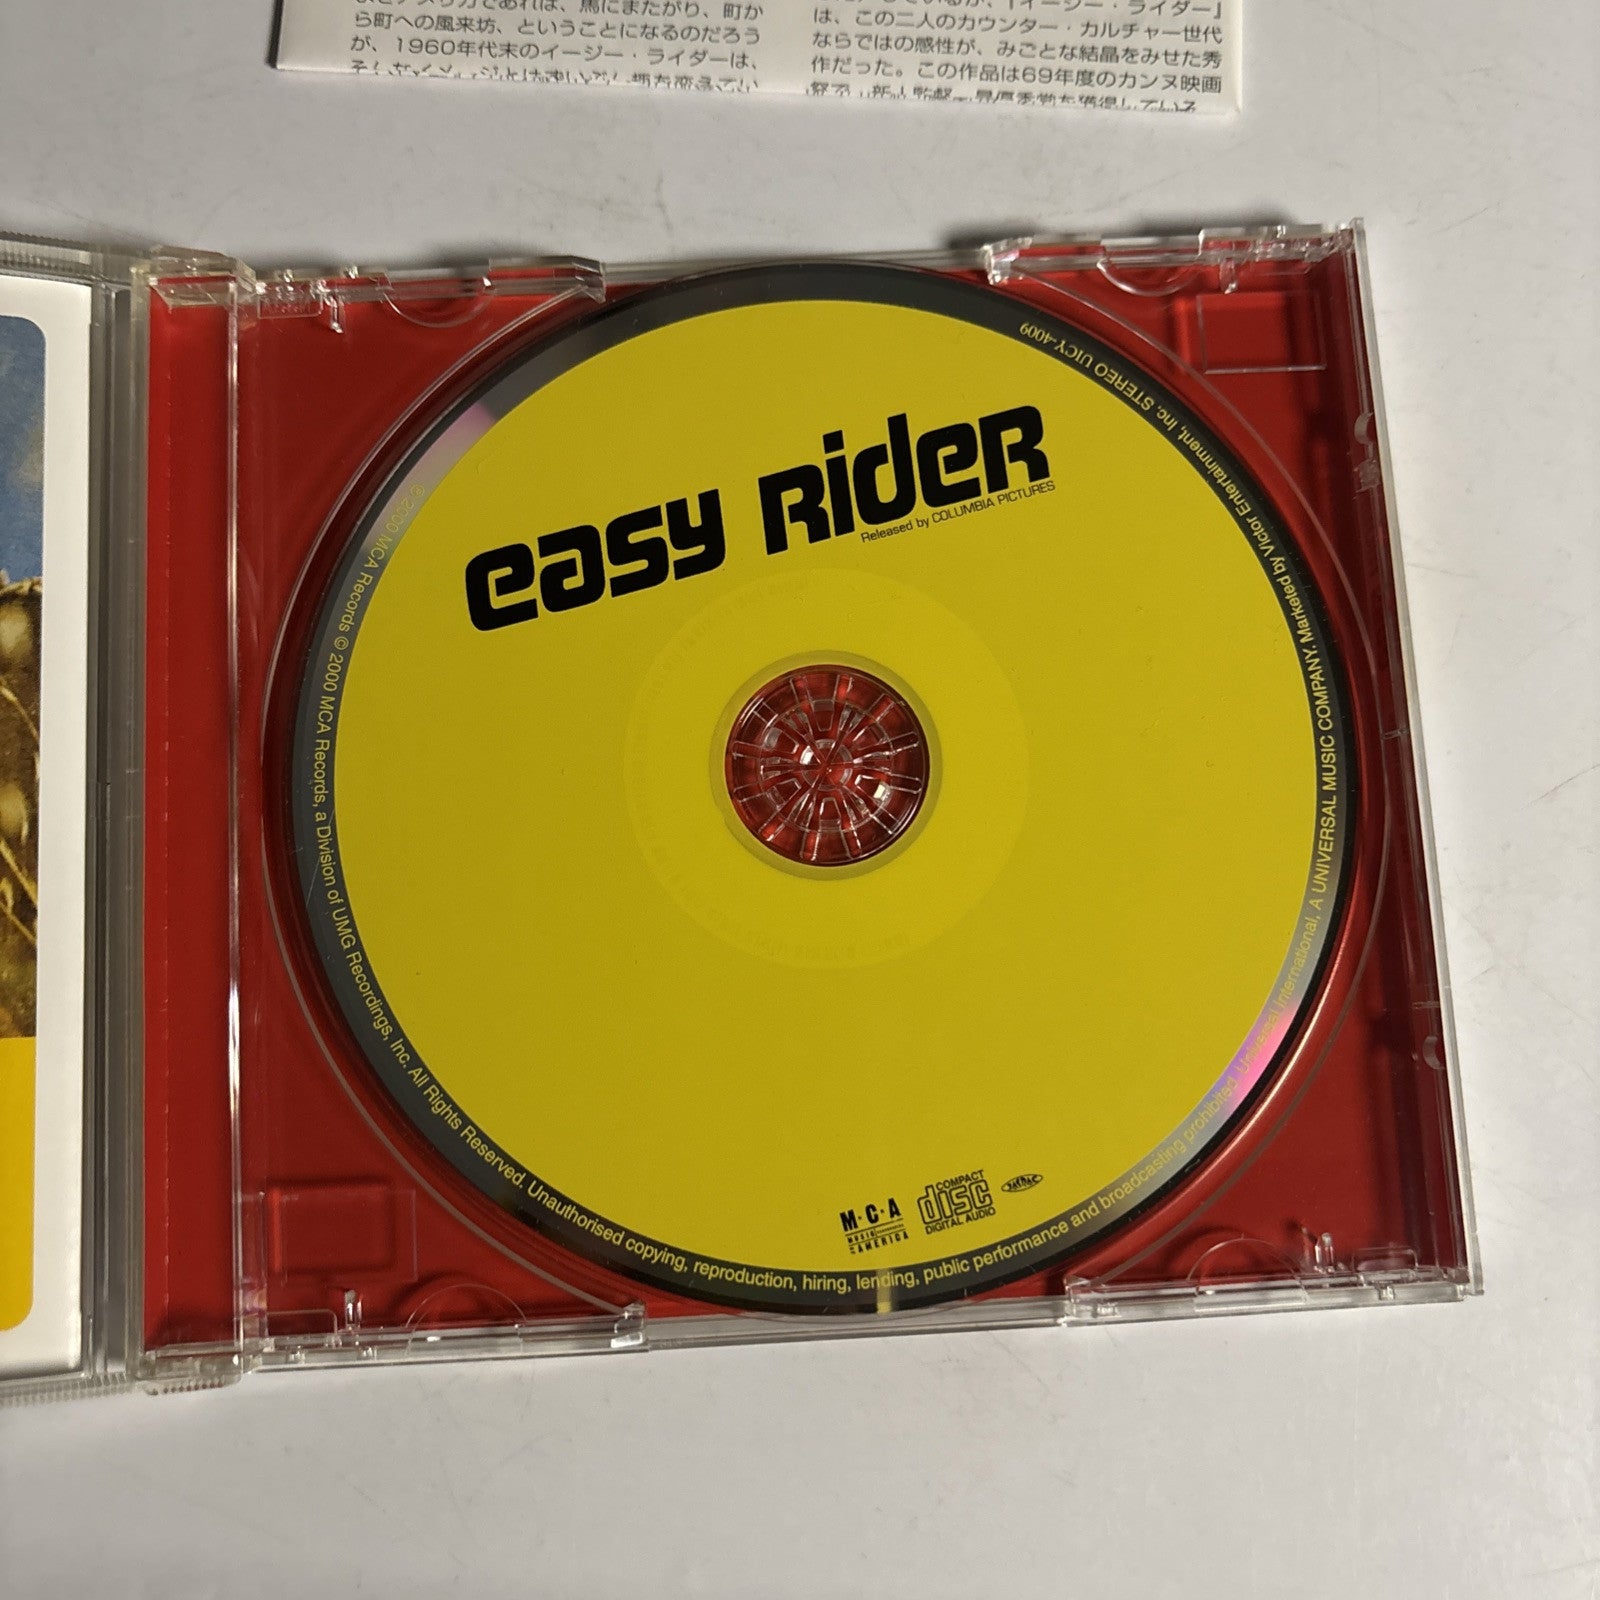 ら町への風来坊、ということになるのだろう
が、1960年代末のイージー・ライダーは、
は、この二人のカウンター・カルチャー世代
ならではの感性が、みごとな結晶をみせた秀
作だった。この作品は69年度のカンヌ映画
easy RideR
Released by COLUMBIA PICTURES
℗ 2000 MCA Records © 2000 MCA Records, a Division of UMG Recordings, Inc. All Rights Reserved. Unauthorised copying, reproduction, hiring, lending, public performance and broadcasting prohibited. Universal International, A UNIVERSAL MUSIC COMPANY. Marketed by Victor Entertainment, Inc. STEREO UICY-4009
M·C·A
MUSIC
AMERICA
COMPACT
disc
DIGITAL AUDIO
JASRAC